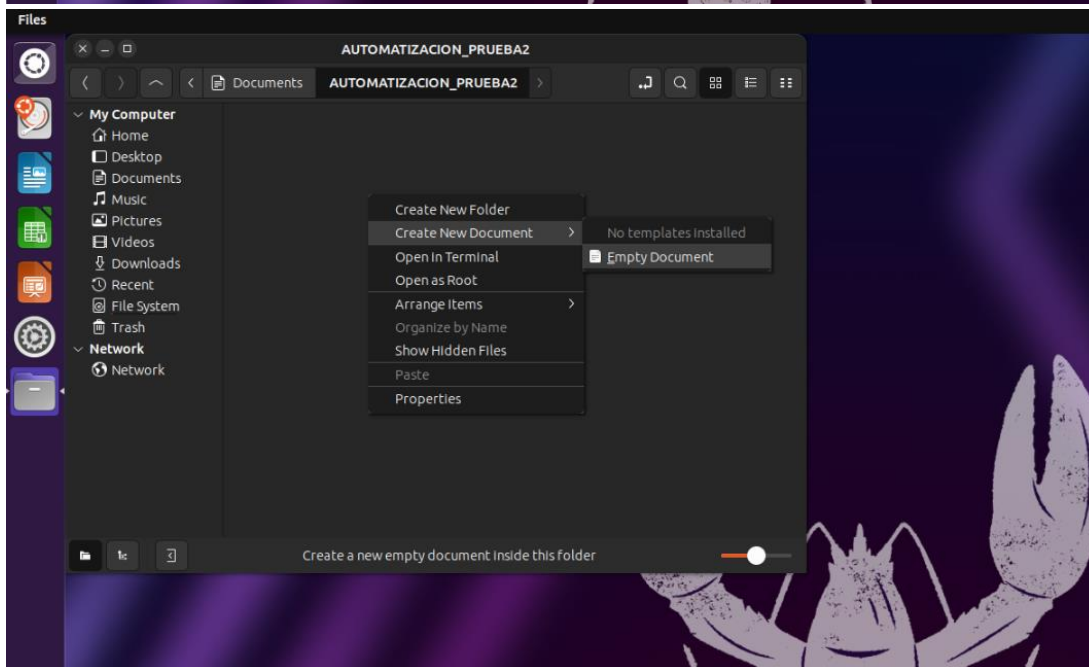 Files
AUTOMATIZACION_PRUEBA2
Documents
AUTOMATIZACION_PRUEBA2
My Computer
Home
Desktop
Documents
Music
Pictures
Videos
Downloads
Recent
File System
Trash
Network
Network
Create New Folder
Create New Document
Open in Terminal
Open as Root
Arrange Items
Organize by Name
Show Hidden Files
Paste
Properties
No templates installed
Empty Document
Create a new empty document inside this folder